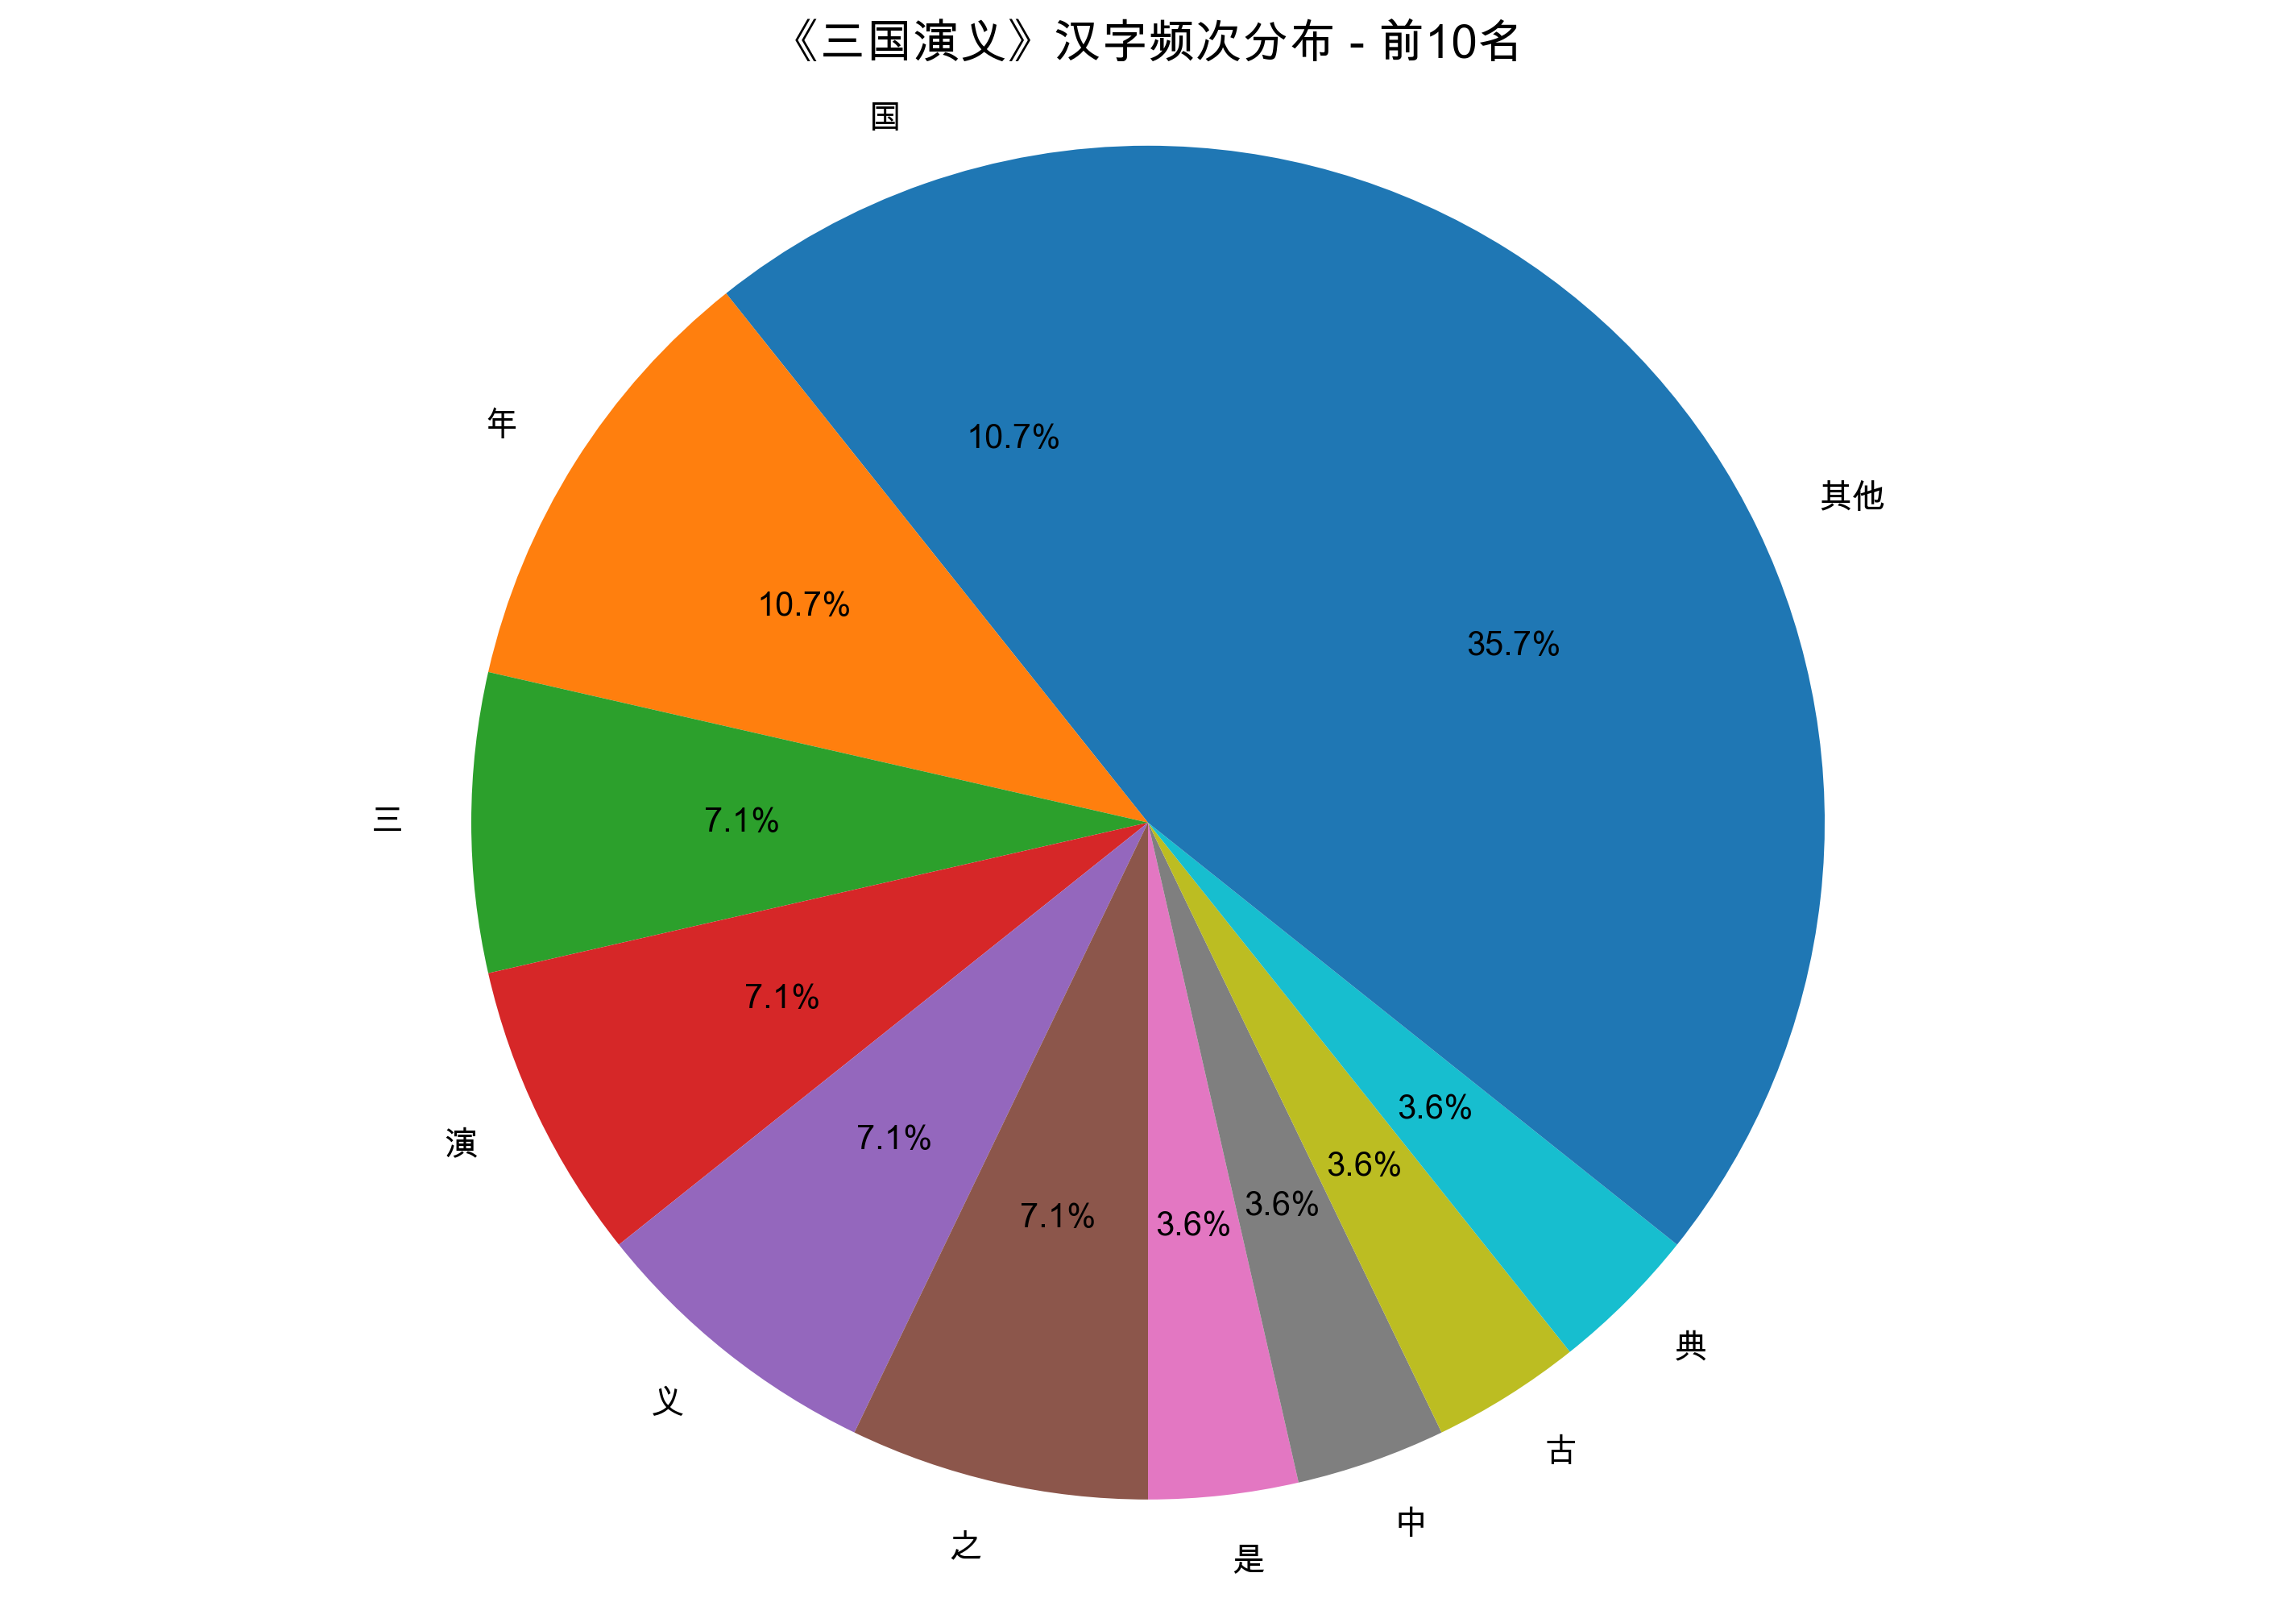 《三国演义》汉字频次分布 - 前10名
国
年
10.7%
其他
10.7%
35.7%
三
7.1%
7.1%
演
7.1%
3.6%
3.6%
7.1%
3.6%
3.6%
典
义
古
中
之
是